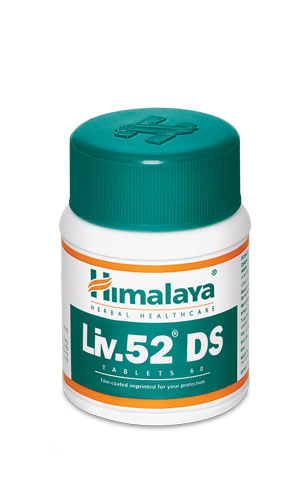 Himalaya®
HERBAL HEALTHCARE
Liv.52® DS
TABLETS 60
Film-coated imprinted for your protection